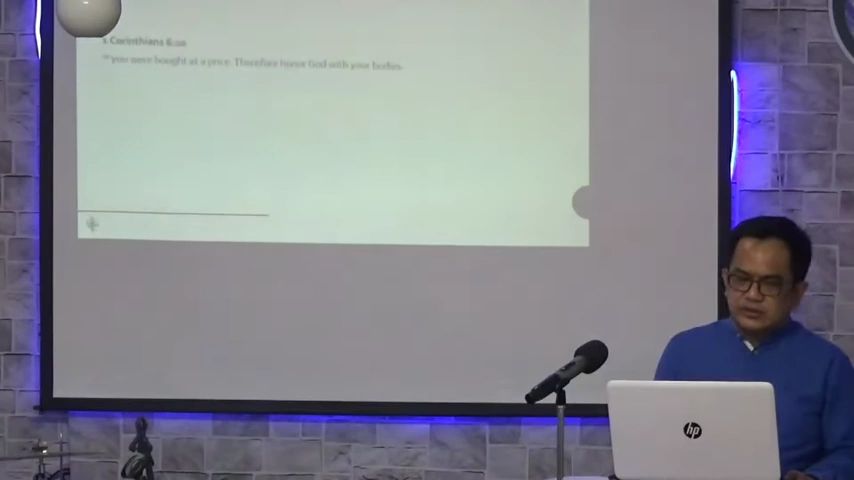 1 Corinthians 6:20
20 you were bought at a price. Therefore honor God with your bodies.
hp